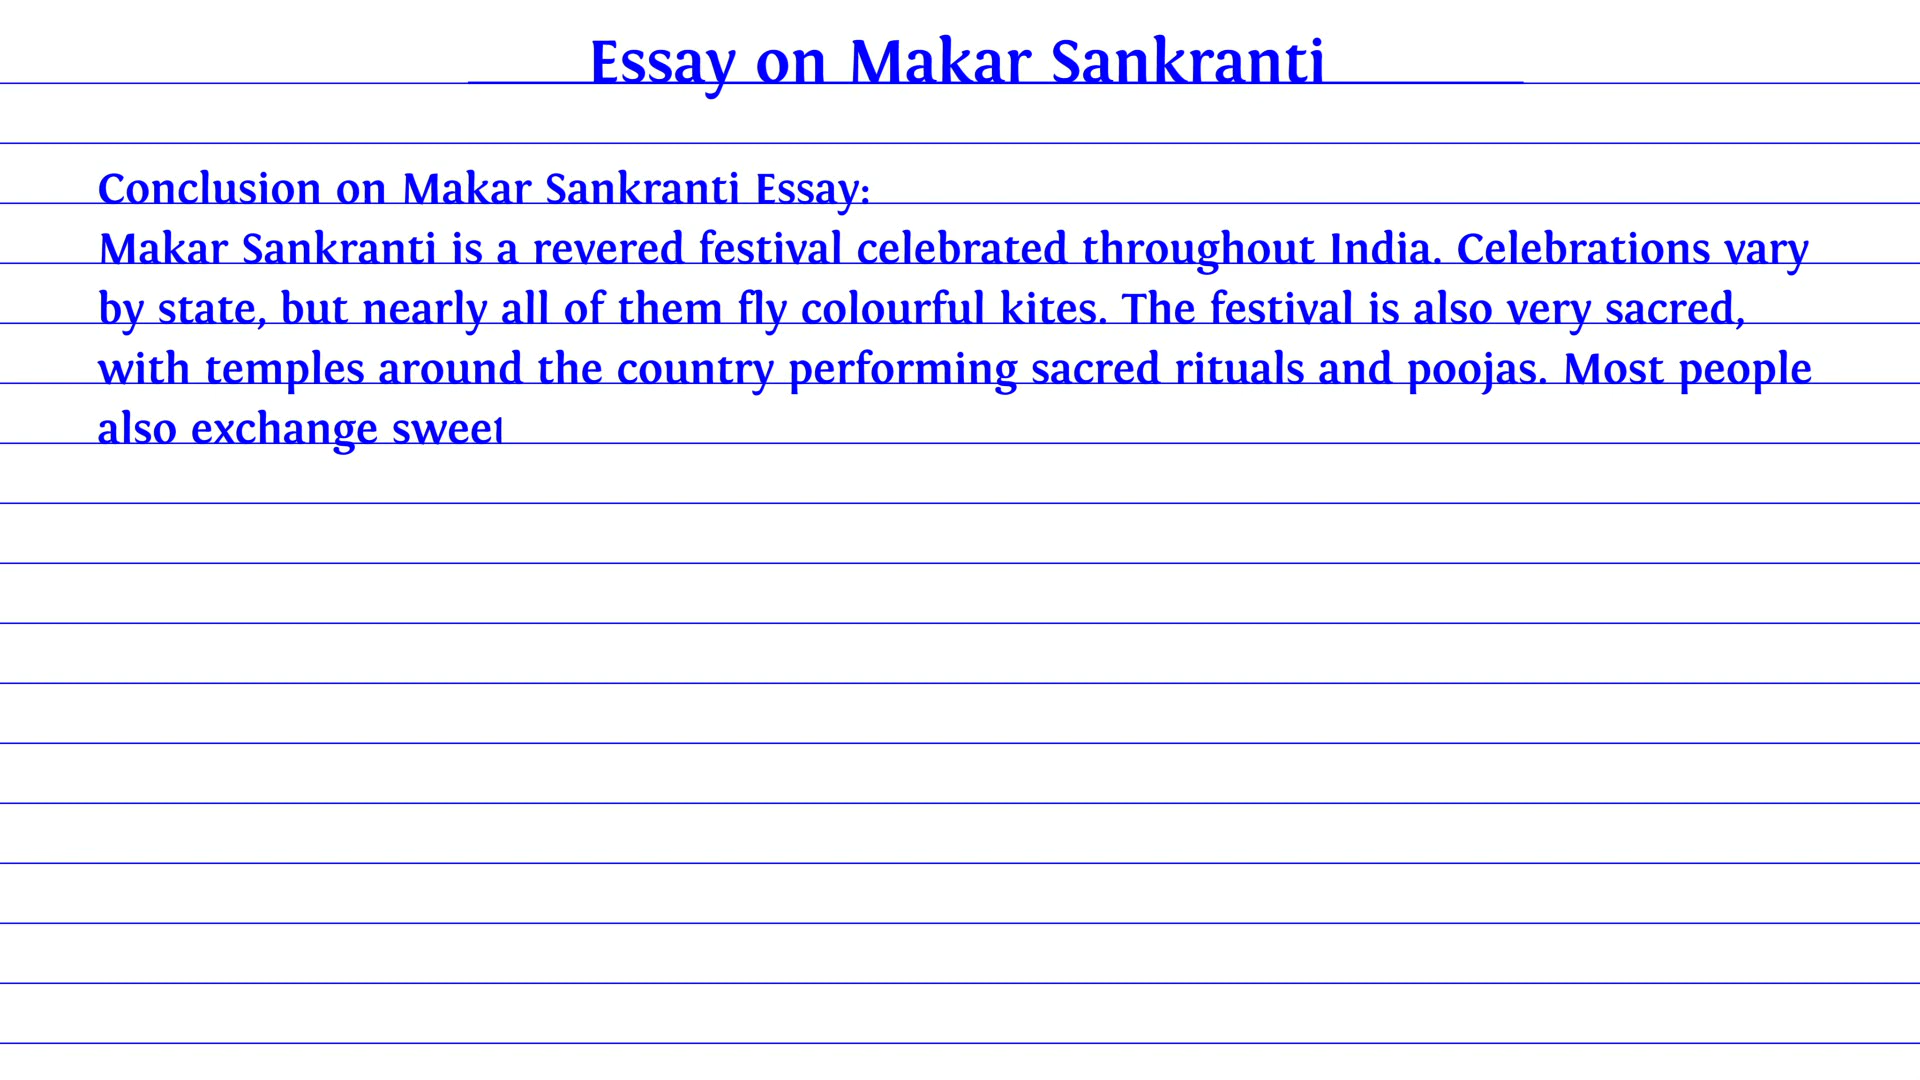 Essay on Makar Sankranti
Conclusion on Makar Sankranti Essay:
Makar Sankranti is a revered festival celebrated throughout India. Celebrations vary
by state, but nearly all of them fly colourful kites. The festival is also very sacred,
with temples around the country performing sacred rituals and poojas. Most people
also exchange sweet